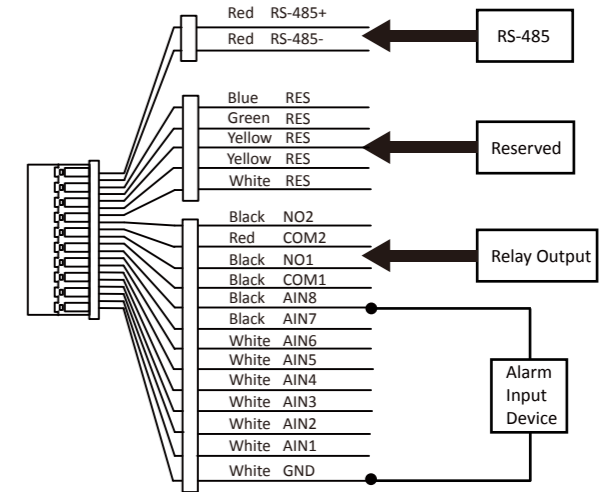 Red RS-485+
Red RS-485-
RS-485
Blue RES
Green RES
Yellow RES
Yellow RES
White RES
Reserved
Black NO2
Red COM2
Black NO1
Black COM1
Relay Output
Black AIN8
Black AIN7
White AIN6
White AIN5
White AIN4
White AIN3
White AIN2
White AIN1
White GND
Alarm
Input
Device